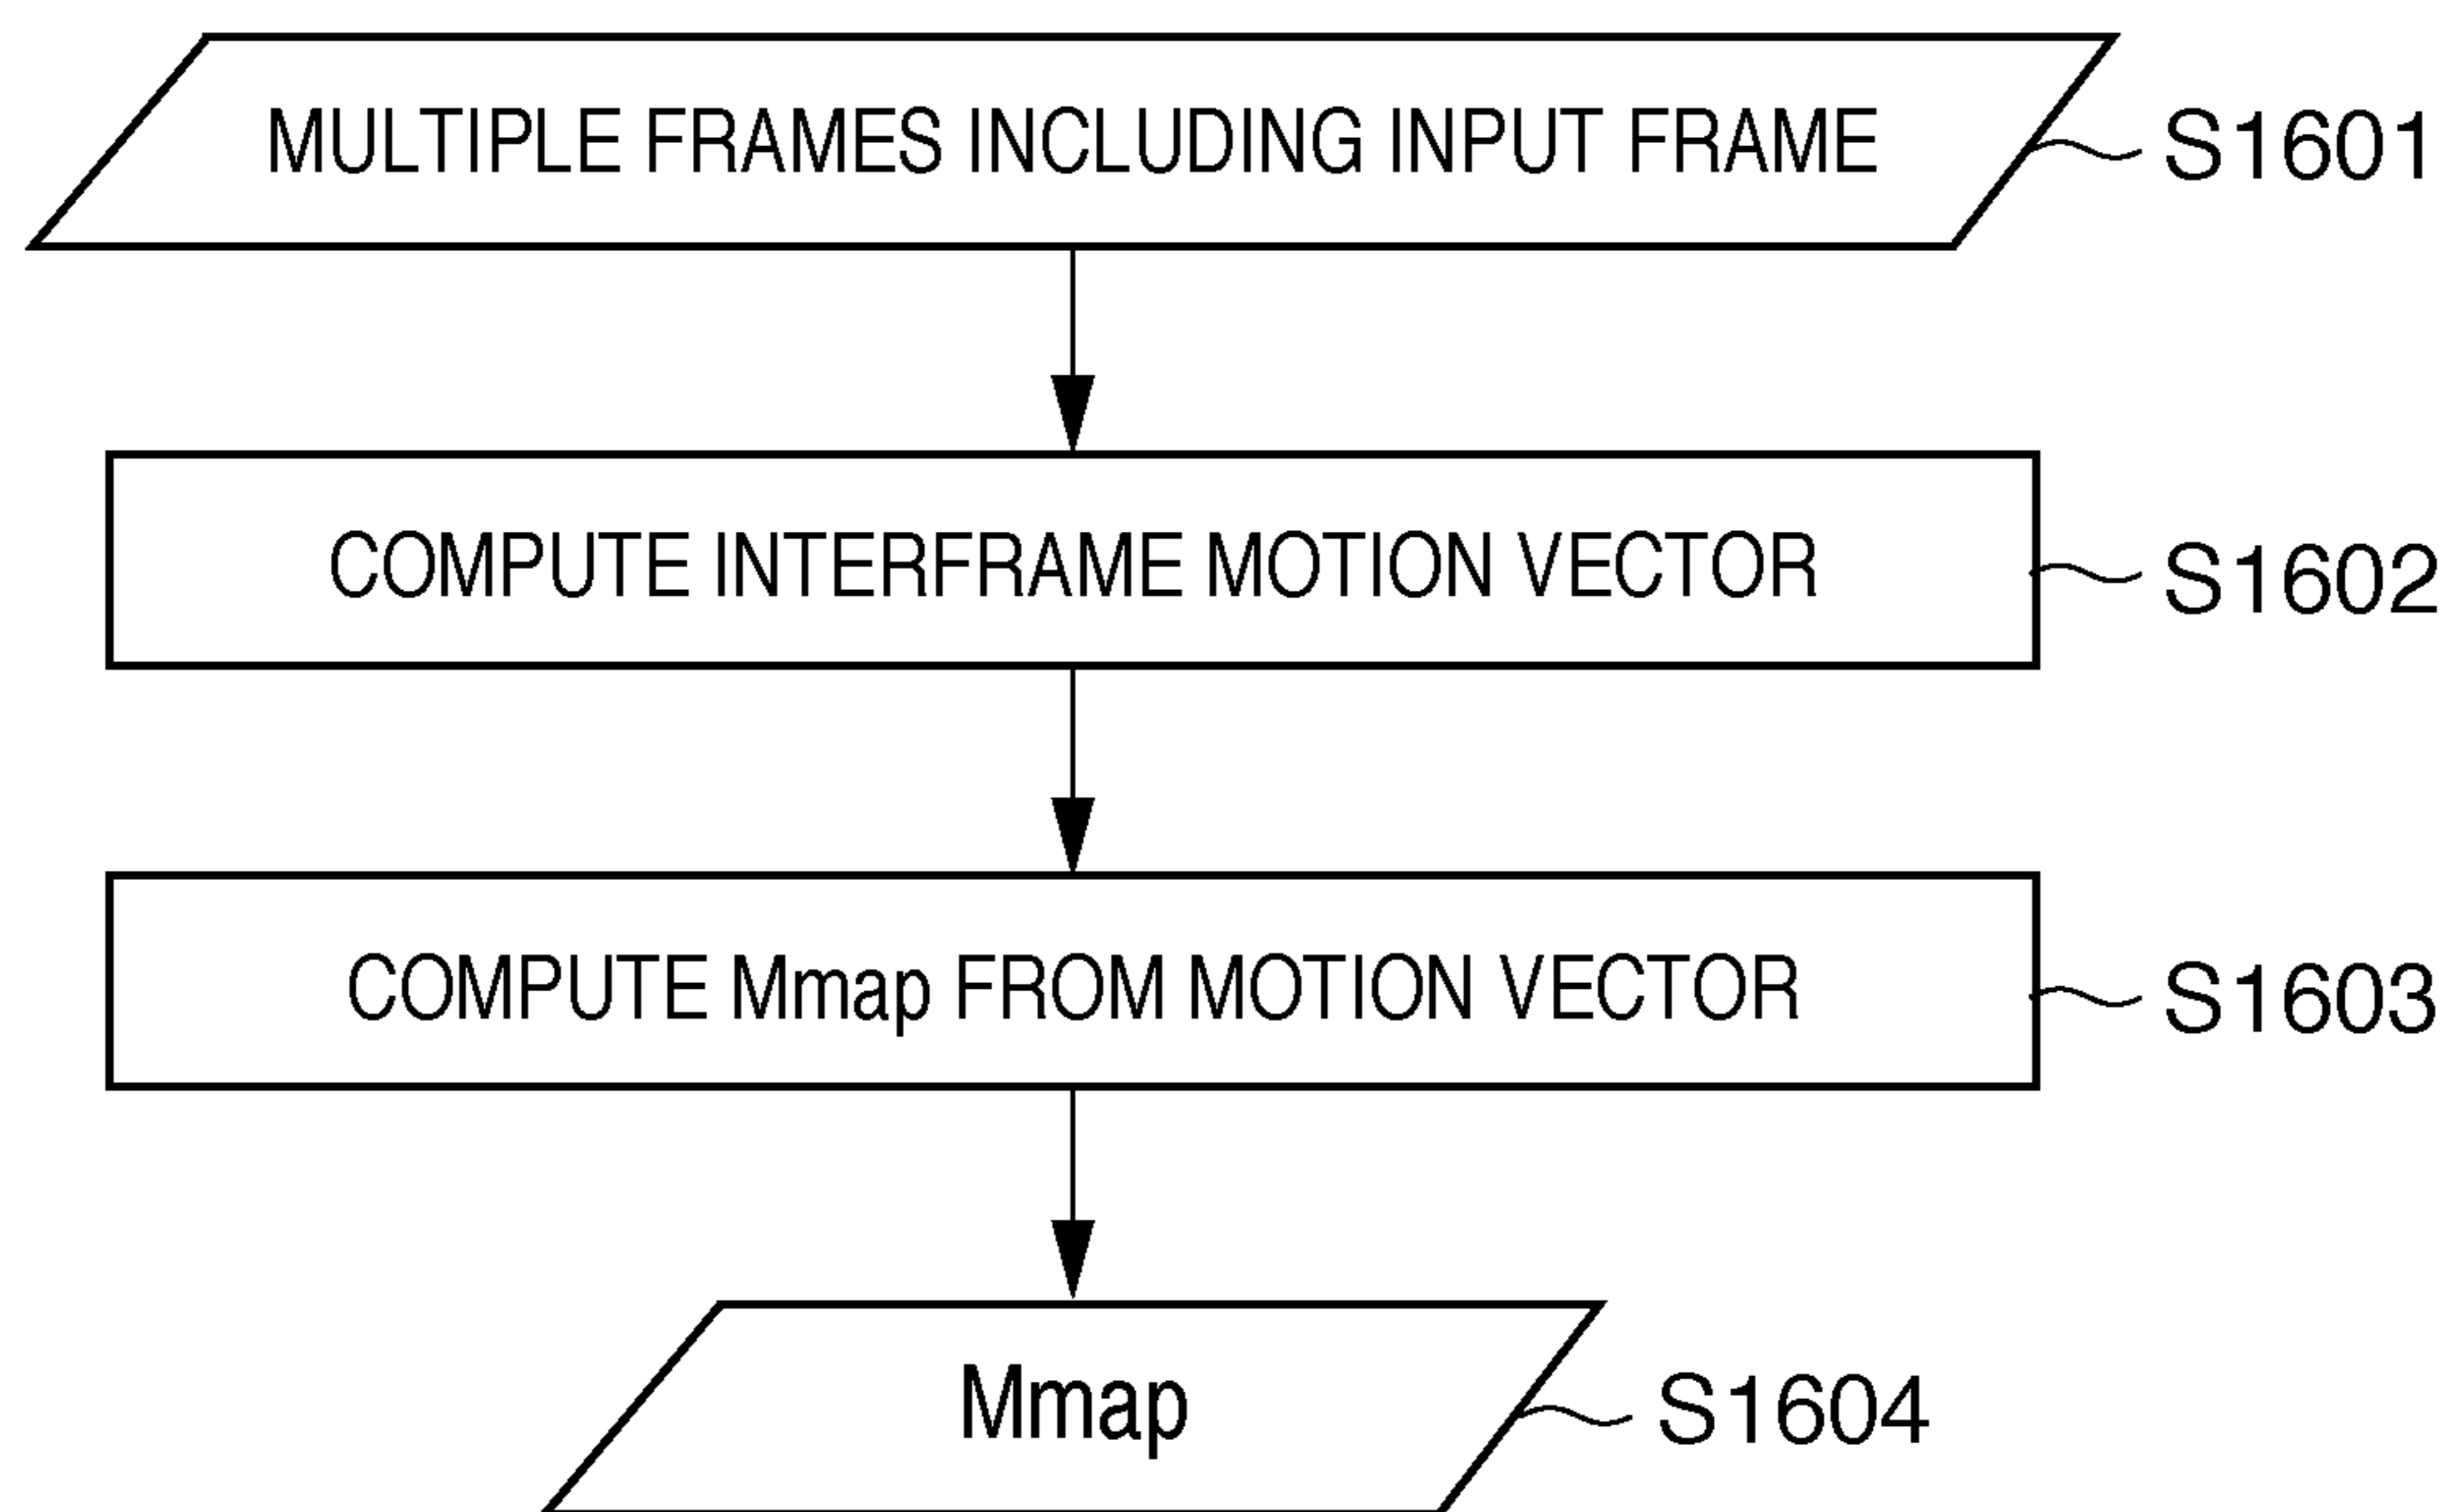 MULTIPLE FRAMES INCLUDING INPUT FRAME
S1601
COMPUTE INTERFRAME MOTION VECTOR
S1602
COMPUTE Mmap FROM MOTION VECTOR
S1603
Mmap
S1604